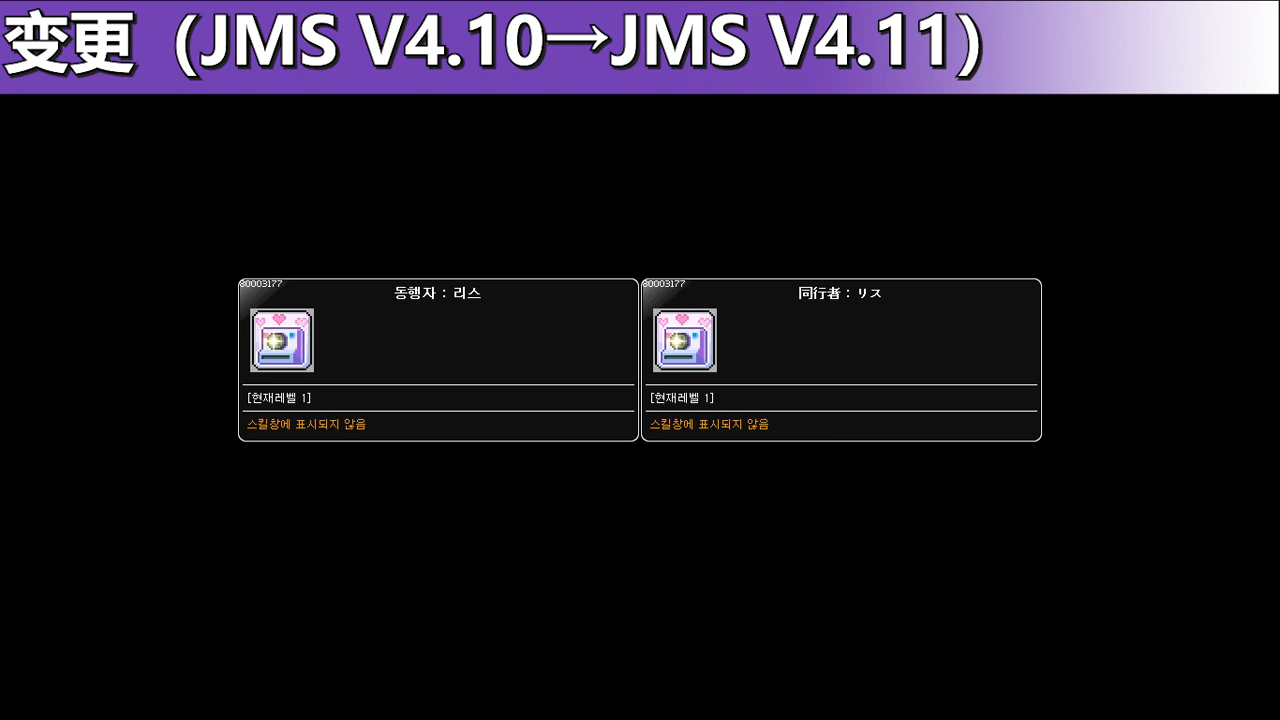 变更（JMS V4.10→JMS V4.11）
80003177
동행자 : 리스
[현재레벨 1]
스킬창에 표시되지 않음
80003177
同行者 : リス
[현재레벨 1]
스킬창에 표시되지 않음